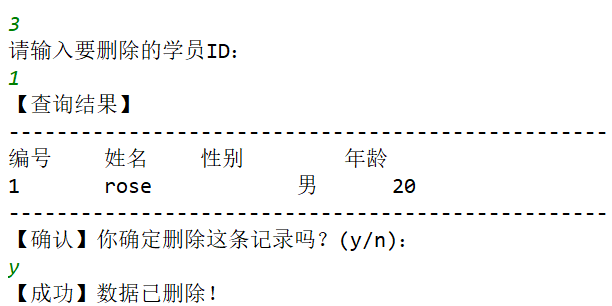 3
请输入要删除的学员ID:
1
【查询结果】
--------------------------------------------------
编号 姓名 性别 年龄
1 rose 男 20
--------------------------------------------------
【确认】你确定删除这条记录吗？(y/n):
y
【成功】数据已删除！